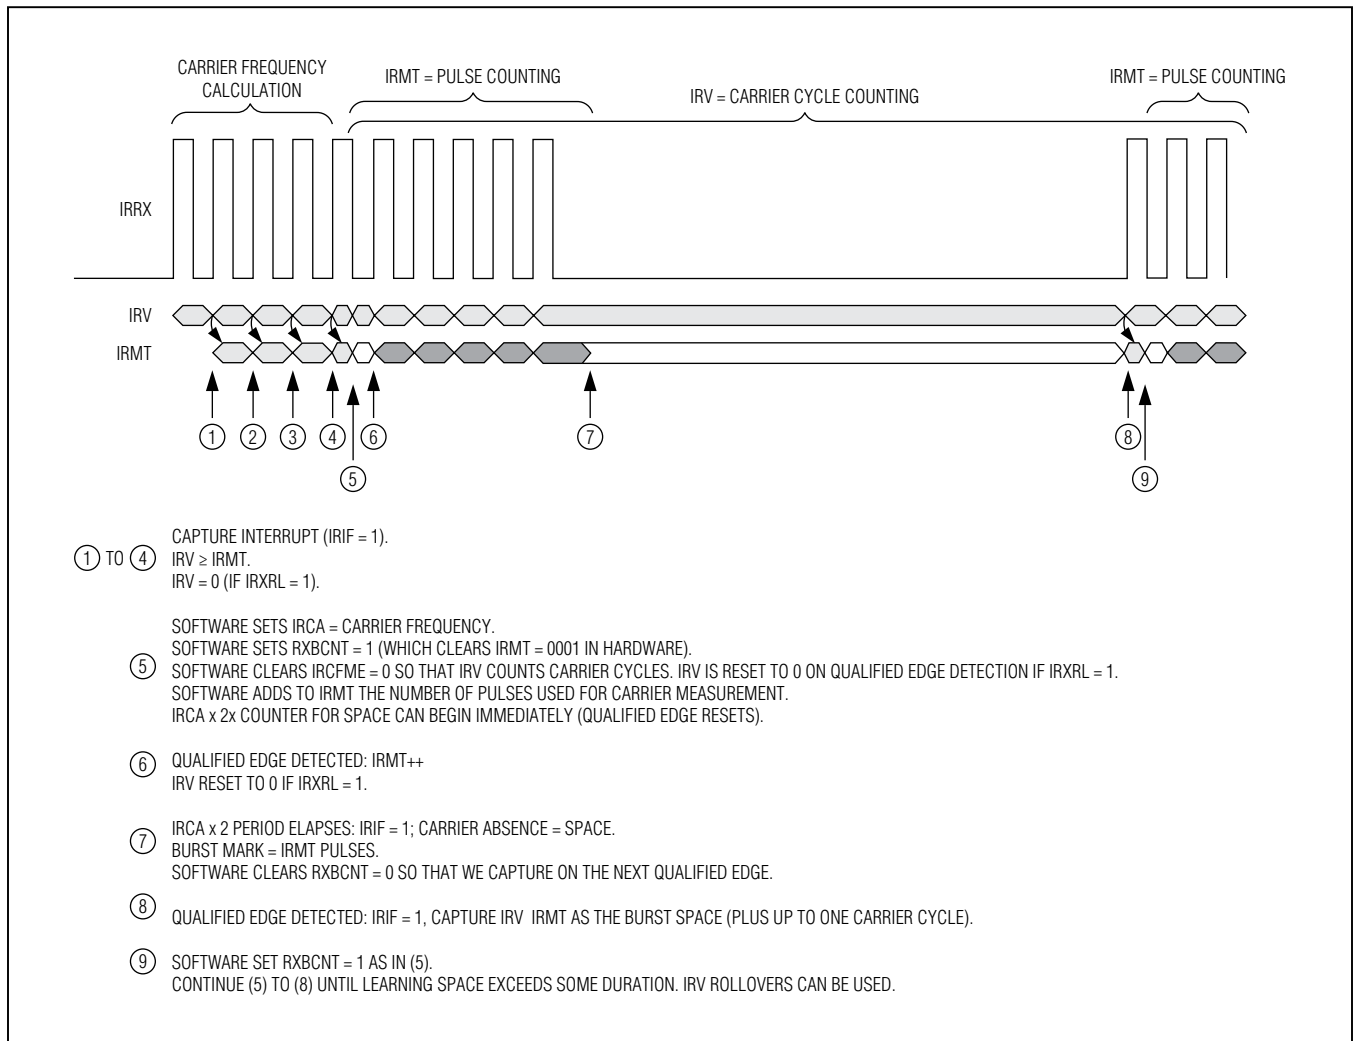 CARRIER FREQUENCY
CALCULATION
IRMT = PULSE COUNTING
IRV = CARRIER CYCLE COUNTING
IRMT = PULSE COUNTING
IRRX
IRV
IRMT
1
2
3
4
6
7
8
5
9
1 TO 4
CAPTURE INTERRUPT (IRIF = 1).
IRV ≥ IRMT.
IRV = 0 (IF IRXRL = 1).
5
SOFTWARE SETS IRCA = CARRIER FREQUENCY.
SOFTWARE SETS RXBCNT = 1 (WHICH CLEARS IRMT = 0001 IN HARDWARE).
SOFTWARE CLEARS IRCFME = 0 SO THAT IRV COUNTS CARRIER CYCLES. IRV IS RESET TO 0 ON QUALIFIED EDGE DETECTION IF IRXRL = 1.
SOFTWARE ADDS TO IRMT THE NUMBER OF PULSES USED FOR CARRIER MEASUREMENT.
IRCA x 2x COUNTER FOR SPACE CAN BEGIN IMMEDIATELY (QUALIFIED EDGE RESETS).
6
QUALIFIED EDGE DETECTED: IRMT++
IRV RESET TO 0 IF IRXRL = 1.
7
IRCA x 2 PERIOD ELAPSES: IRIF = 1; CARRIER ABSENCE = SPACE.
BURST MARK = IRMT PULSES.
SOFTWARE CLEARS RXBCNT = 0 SO THAT WE CAPTURE ON THE NEXT QUALIFIED EDGE.
8
QUALIFIED EDGE DETECTED: IRIF = 1, CAPTURE IRV IRMT AS THE BURST SPACE (PLUS UP TO ONE CARRIER CYCLE).
9
SOFTWARE SET RXBCNT = 1 AS IN (5).
CONTINUE (5) TO (8) UNTIL LEARNING SPACE EXCEEDS SOME DURATION. IRV ROLLOVERS CAN BE USED.